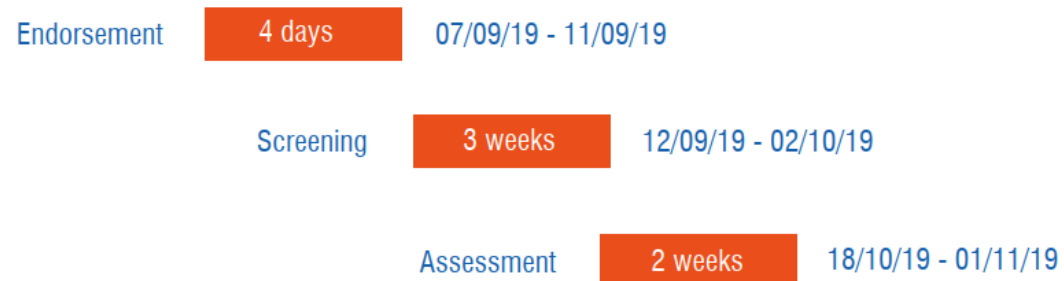 Endorsement 4 days 07/09/19 - 11/09/19
Screening 3 weeks 12/09/19 - 02/10/19
Assessment 2 weeks 18/10/19 - 01/11/19